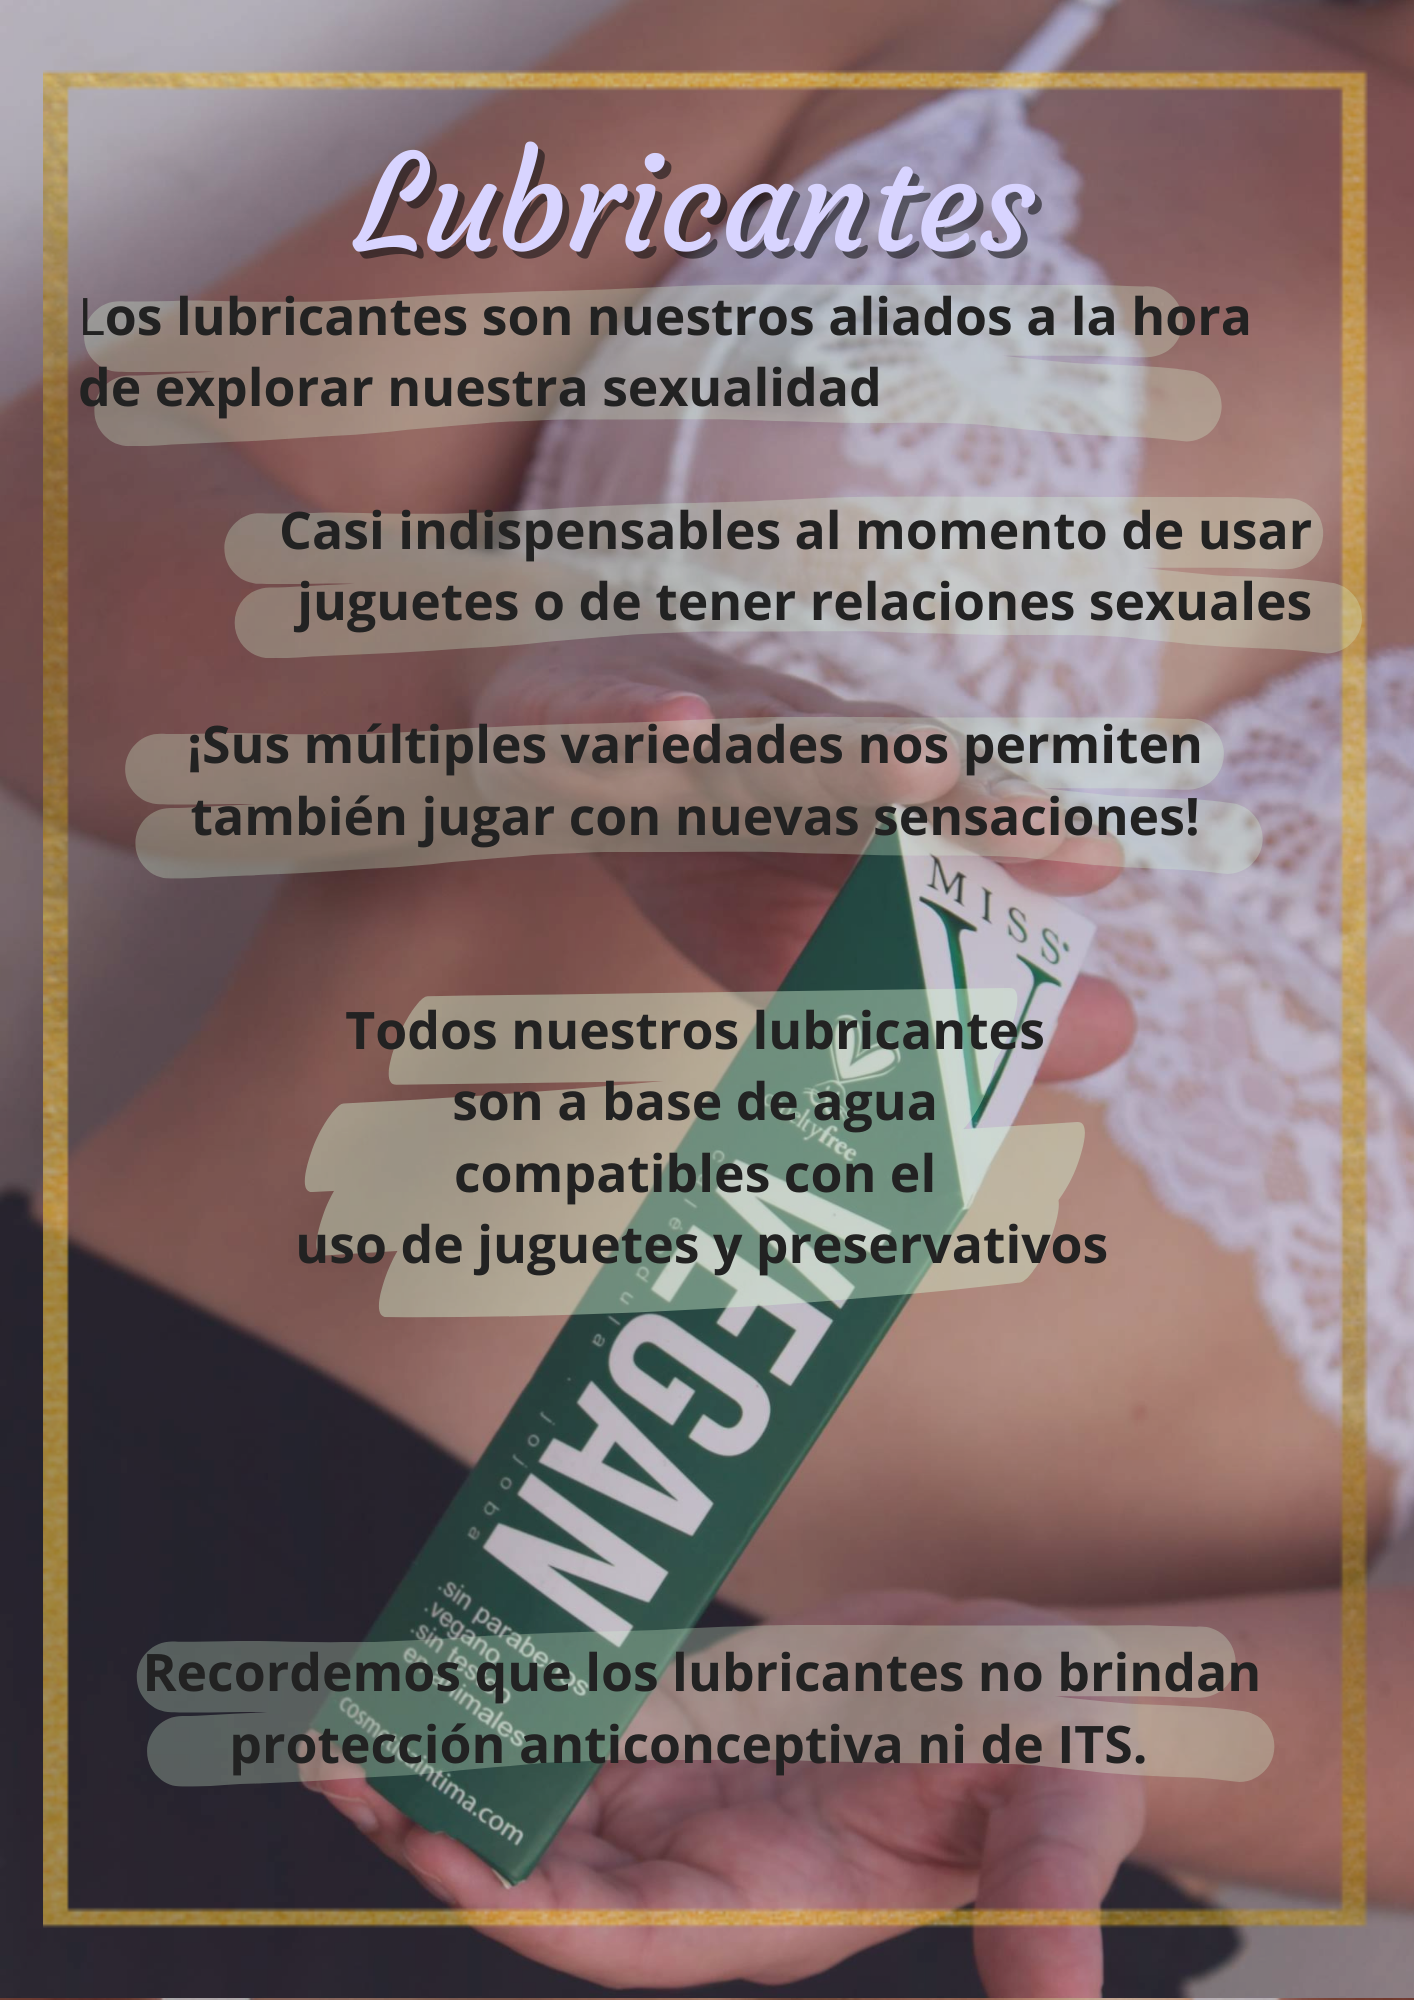 Lubricantes
Los lubricantes son nuestros aliados a la hora
de explorar nuestra sexualidad
Casi indispensables al momento de usar
juguetes o de tener relaciones sexuales
¡Sus múltiples variedades nos permiten
también jugar con nuevas sensaciones!
MISS
V
Todos nuestros lubricantes
son a base de agua
compatibles con el
uso de juguetes y preservativos
crueltyfree
VEGAN
jojoba
.sin parabenos
.vegano
.sin testeo
en animales
Recordemos que los lubricantes no brindan
protección anticonceptiva ni de ITS.